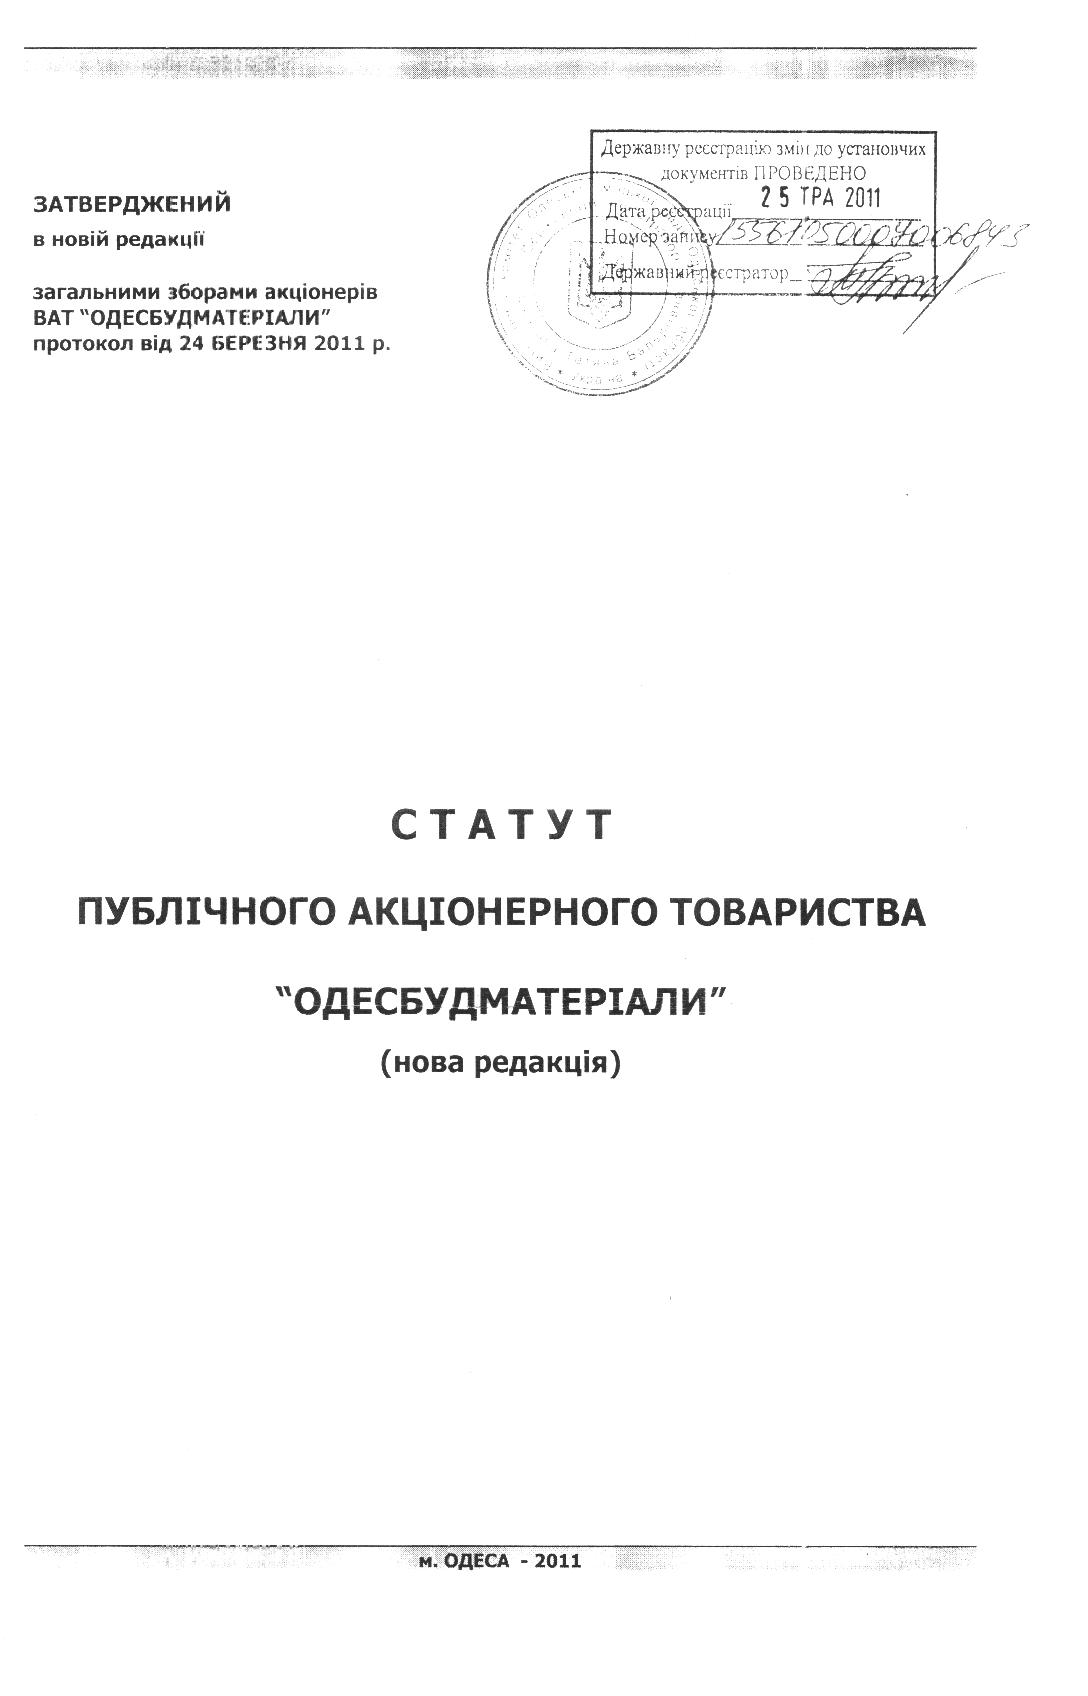 ЗАТВЕРДЖЕНИЙ
в новій редакції
загальними зборами акціонерів
ВАТ "ОДЕСБУДМАТЕРІАЛИ"
протокол від 24 БЕРЕЗНЯ 2011 р.
Державну реєстрацію змін до установчих
документів ПРОВЕДЕНО
Дата реєстрації 25 ТРА 2011
Номер запису
Державний реєстратор
С Т А Т У Т
ПУБЛІЧНОГО АКЦІОНЕРНОГО ТОВАРИСТВА
"ОДЕСБУДМАТЕРІАЛИ"
(нова редакція)
м. ОДЕСА - 2011